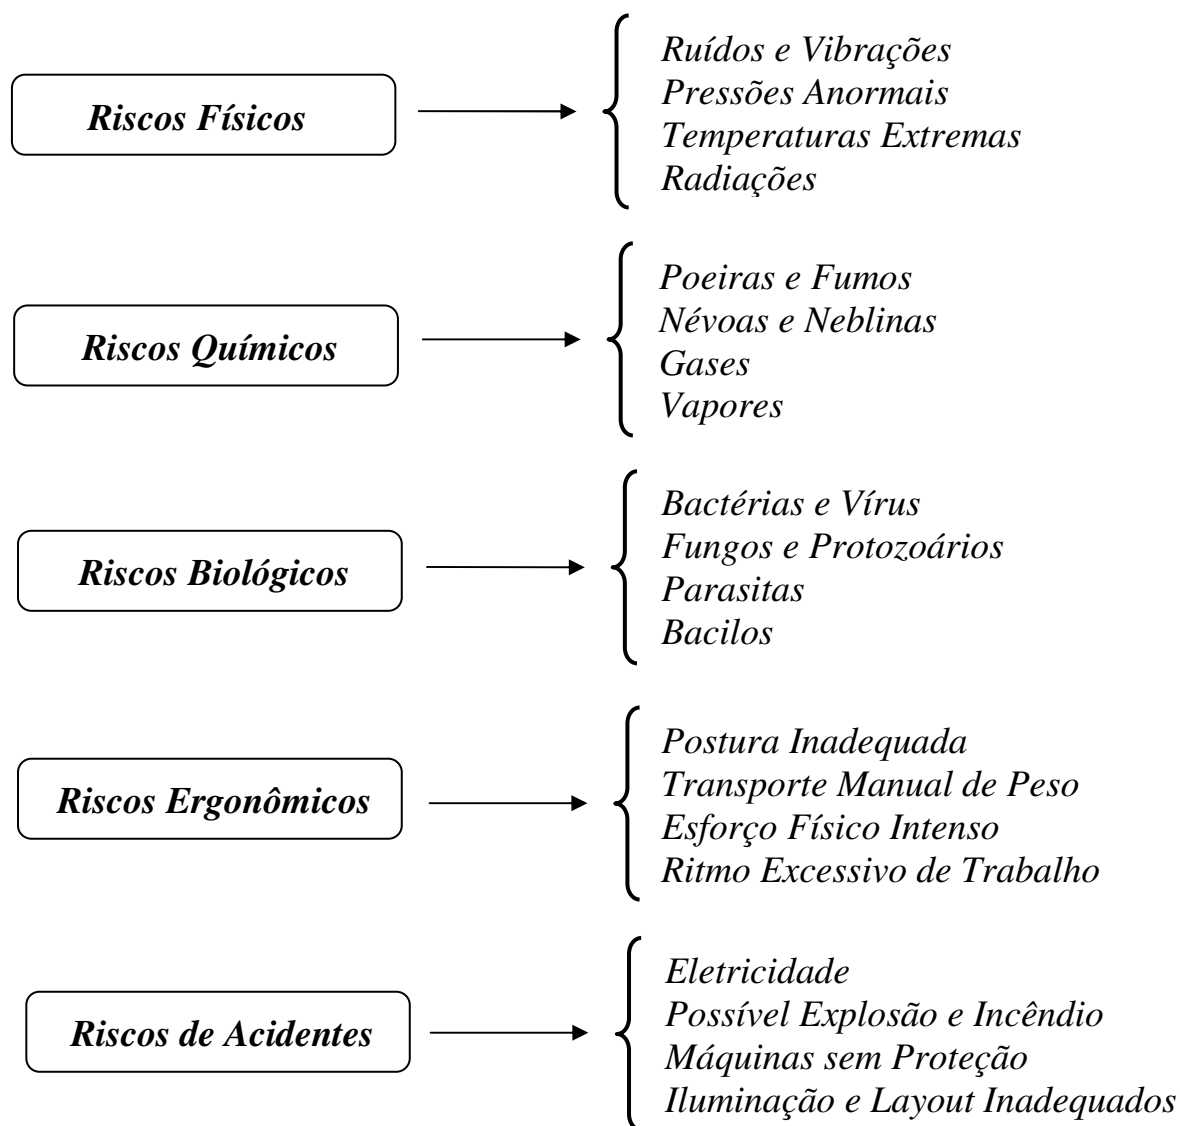 Riscos Físicos
Ruídos e Vibrações
Pressões Anormais
Temperaturas Extremas
Radiações
Riscos Químicos
Poeiras e Fumos
Névoas e Neblinas
Gases
Vapores
Riscos Biológicos
Bactérias e Vírus
Fungos e Protozoários
Parasitas
Bacilos
Riscos Ergonômicos
Postura Inadequada
Transporte Manual de Peso
Esforço Físico Intenso
Ritmo Excessivo de Trabalho
Riscos de Acidentes
Eletricidade
Possível Explosão e Incêndio
Máquinas sem Proteção
Iluminação e Layout Inadequados